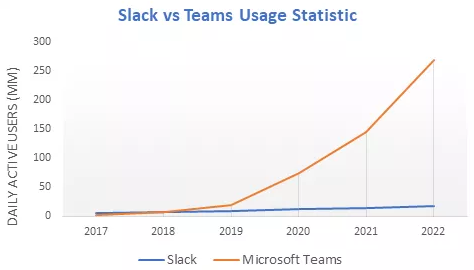 Slack vs Teams Usage Statistic
DAILY ACTIVE USERS (MM)
300
250
200
150
100
50
0
2017 2018 2019 2020 2021 2022
Slack Microsoft Teams